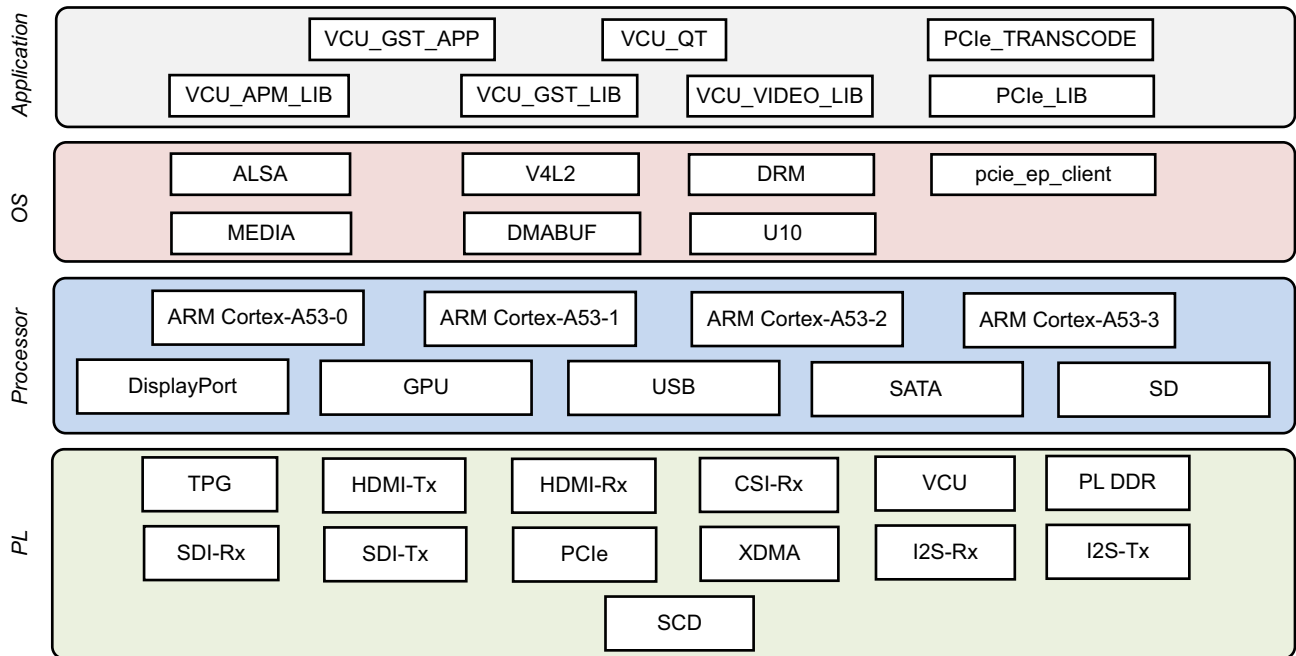 Application
VCU_GST_APP
VCU_QT
PCIe_TRANSCODE
VCU_APM_LIB
VCU_GST_LIB
VCU_VIDEO_LIB
PCIe_LIB
OS
ALSA
V4L2
DRM
pcie_ep_client
MEDIA
DMABUF
U10
Processor
ARM Cortex-A53-0
ARM Cortex-A53-1
ARM Cortex-A53-2
ARM Cortex-A53-3
DisplayPort
GPU
USB
SATA
SD
PL
TPG
HDMI-Tx
HDMI-Rx
CSI-Rx
VCU
PL DDR
SDI-Rx
SDI-Tx
PCIe
XDMA
I2S-Rx
I2S-Tx
SCD